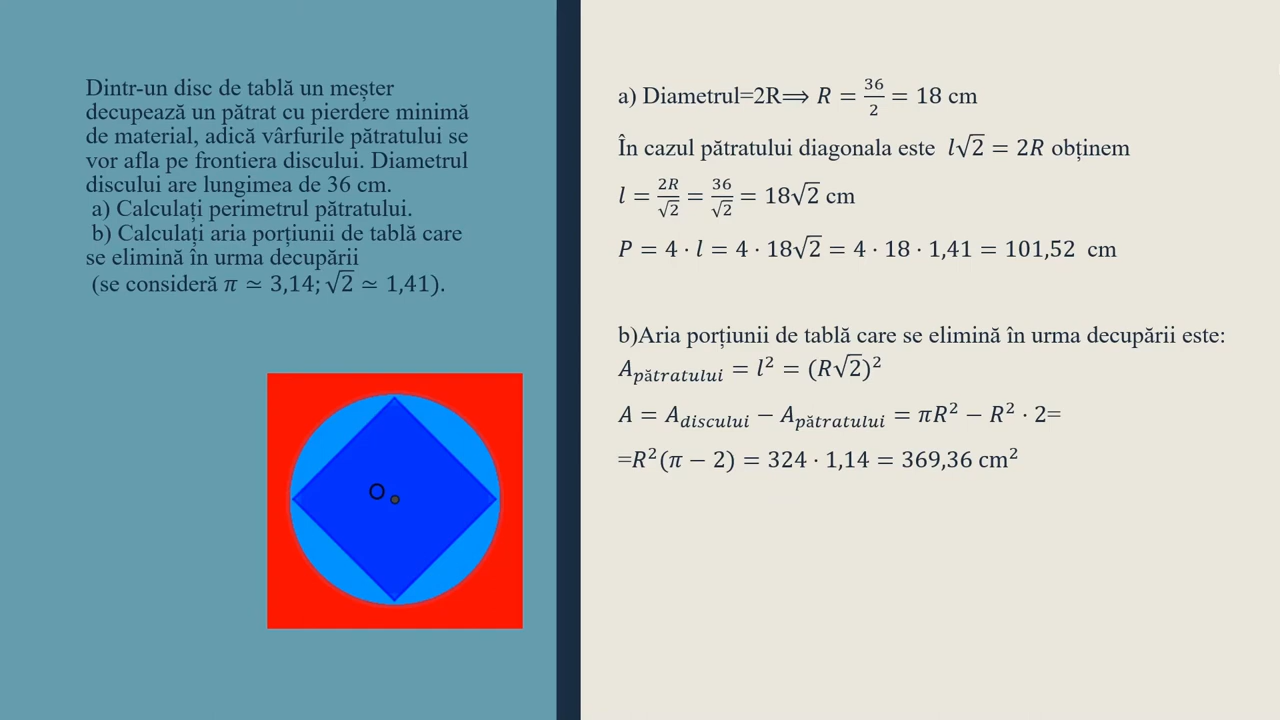 Dintr-un disc de tablă un meșter
decupează un pătrat cu pierdere minimă
de material, adică vârfurile pătratului se
vor afla pe frontiera discului. Diametrul
discului are lungimea de 36 cm.
a) Calculați perimetrul pătratului.
b) Calculați aria porțiunii de tablă care
se elimină în urma decupării
(se consideră π ≃ 3,14; √2 ≃ 1,41).
O
a) Diametrul=2R⟹ R = 36/2 = 18 cm
În cazul pătratului diagonala este l√2 = 2R obținem
l = 2R/√2 = 36/√2 = 18√2 cm
P = 4 · l = 4 · 18√2 = 4 · 18 · 1,41 = 101,52 cm
b)Aria porțiunii de tablă care se elimină în urma decupării este:
A_pătratului = l² = (R√2)²
A = A_discului − A_pătratului = πR² − R² · 2=
=R²(π − 2) = 324 · 1,14 = 369,36 cm²